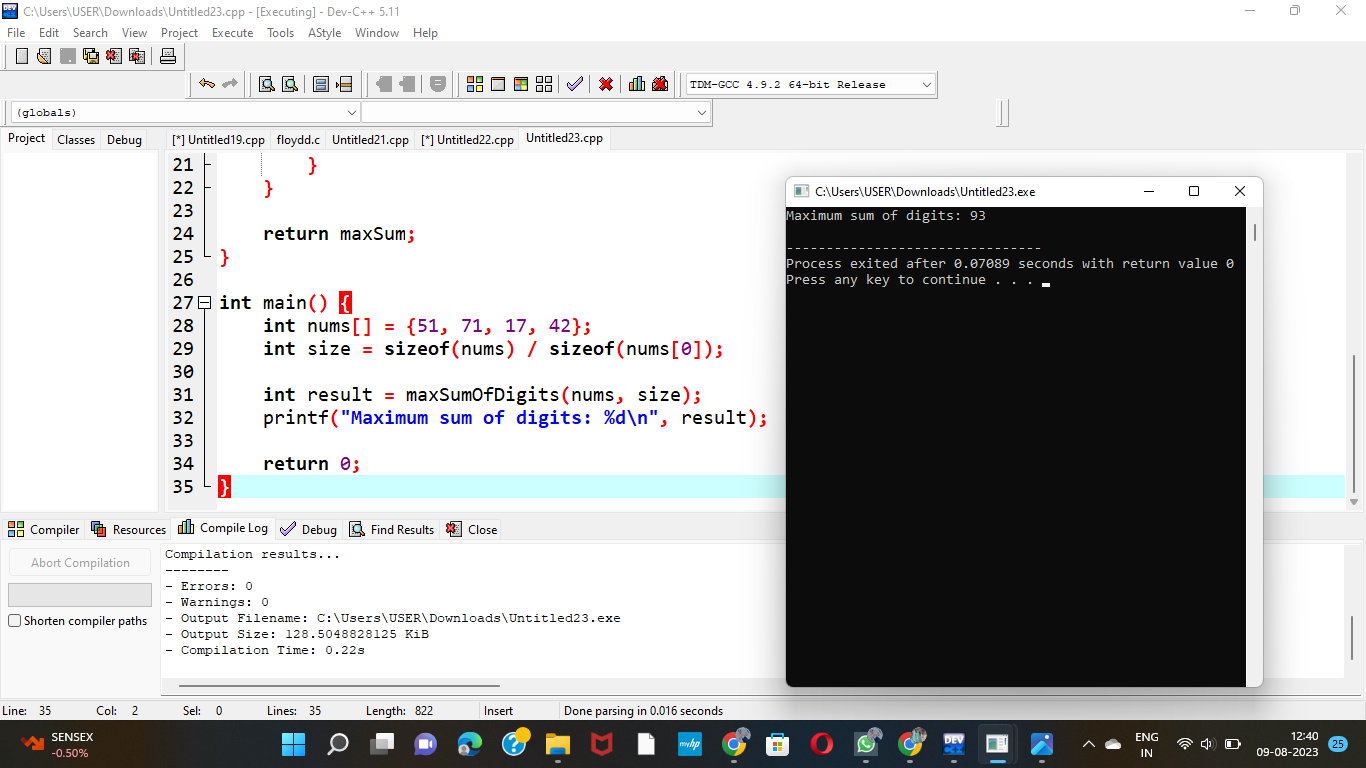 C:\Users\USER\Downloads\Untitled23.cpp - [Executing] - Dev-C++ 5.11
File Edit Search View Project Execute Tools AStyle Window Help
TDM-GCC 4.9.2 64-bit Release
(globals)
Project Classes Debug
[*] Untitled19.cpp floydd.c Untitled21.cpp [*] Untitled22.cpp Untitled23.cpp
21 }
22 }
23
24 return maxSum;
25 }
26
27 int main() {
28 int nums[] = {51, 71, 17, 42};
29 int size = sizeof(nums) / sizeof(nums[0]);
30
31 int result = maxSumOfDigits(nums, size);
32 printf("Maximum sum of digits: %d\n", result);
33
34 return 0;
35 }
C:\Users\USER\Downloads\Untitled23.exe
Maximum sum of digits: 93
--------------------------------
Process exited after 0.07089 seconds with return value 0
Press any key to continue . . .
Compiler Resources Compile Log Debug Find Results Close
Abort Compilation
Shorten compiler paths
Compilation results...
--------
- Errors: 0
- Warnings: 0
- Output Filename: C:\Users\USER\Downloads\Untitled23.exe
- Output Size: 128.5048828125 KiB
- Compilation Time: 0.22s
Line: 35 Col: 2 Sel: 0 Lines: 35 Length: 822 Insert Done parsing in 0.016 seconds
SENSEX
-0.50%
myhp
DEV
ENG
IN
12:40
09-08-2023
25